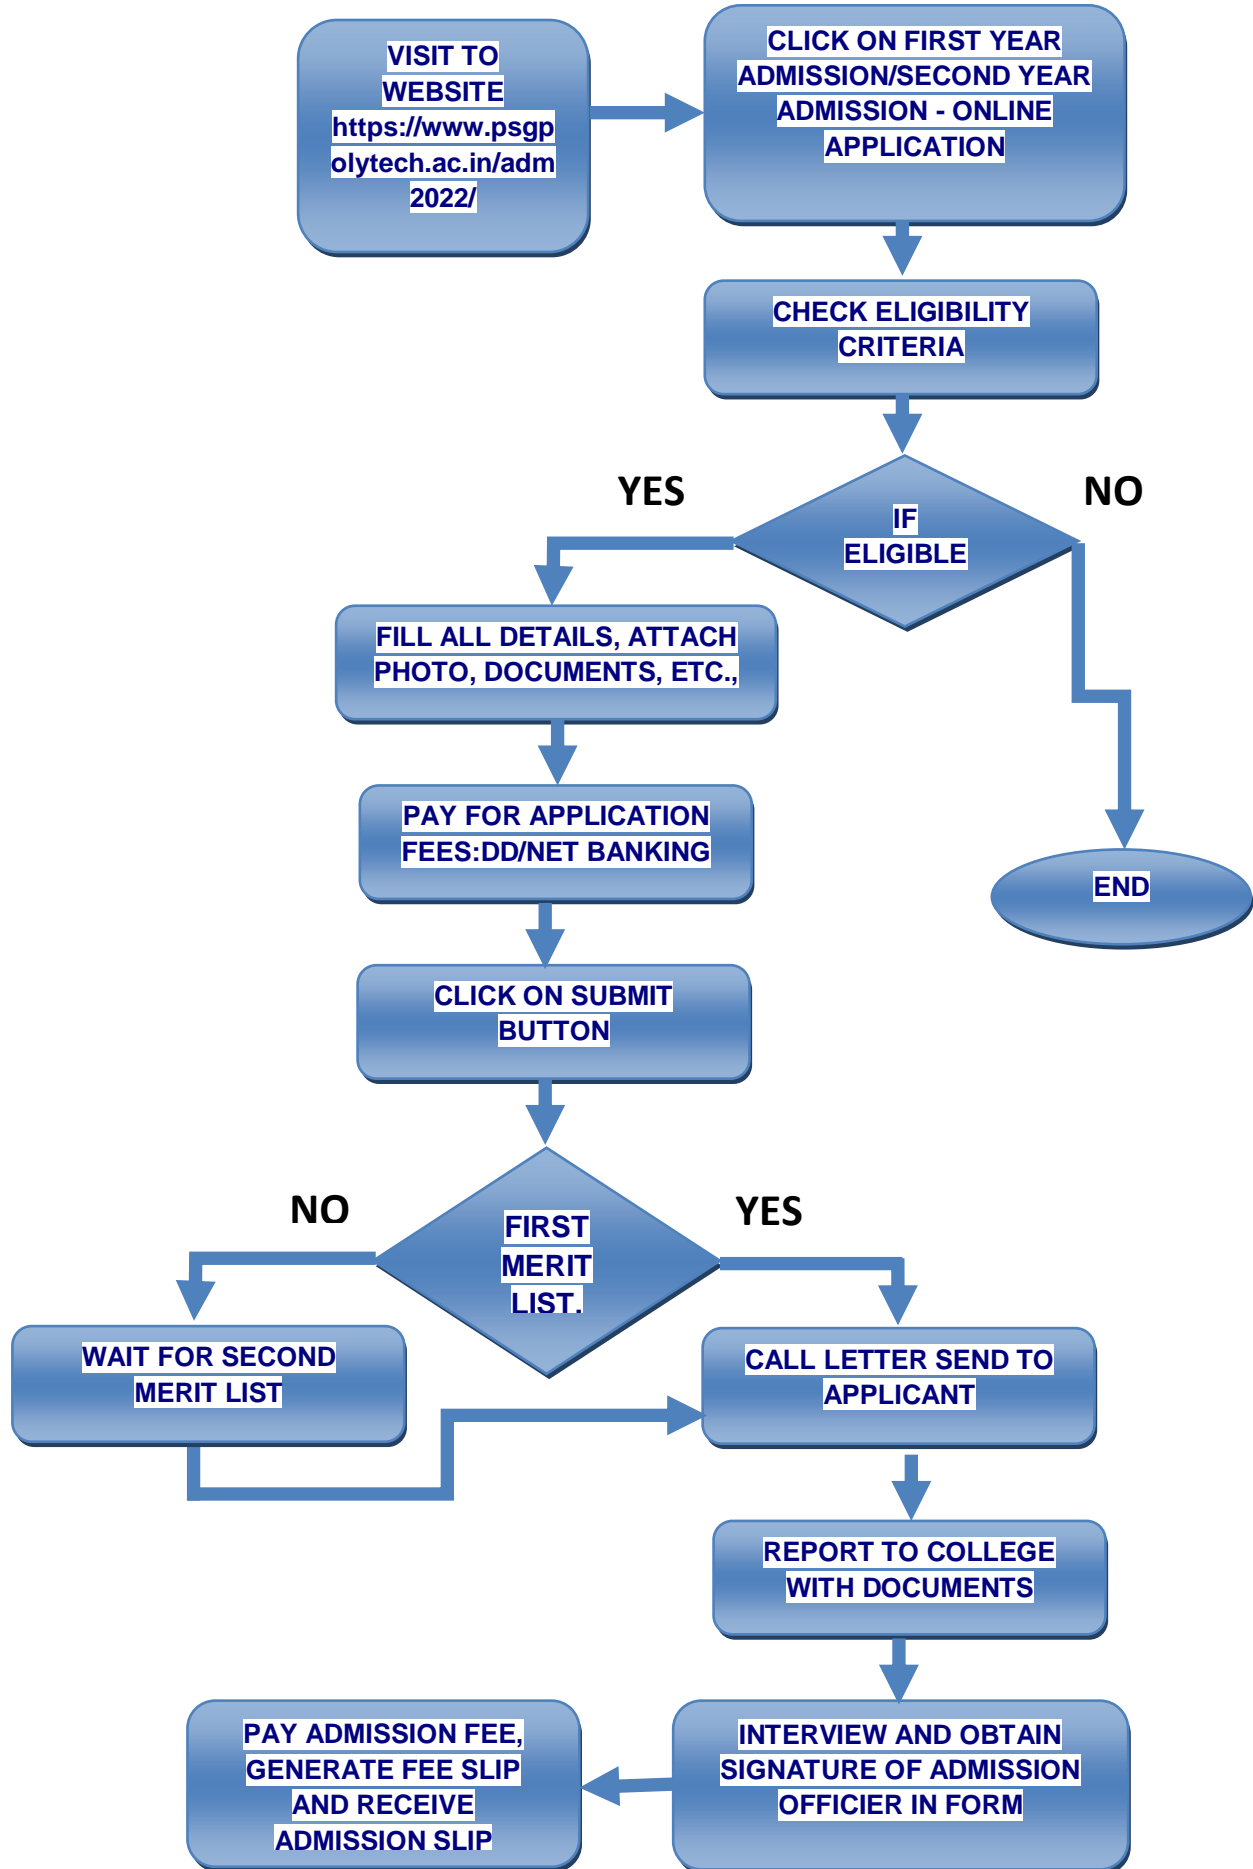 VISIT TO
WEBSITE
https://www.psgp
olytech.ac.in/adm
2022/
CLICK ON FIRST YEAR
ADMISSION/SECOND YEAR
ADMISSION - ONLINE
APPLICATION
CHECK ELIGIBILITY
CRITERIA
YES
NO
IF
ELIGIBLE
FILL ALL DETAILS, ATTACH
PHOTO, DOCUMENTS, ETC.,
PAY FOR APPLICATION
FEES:DD/NET BANKING
END
CLICK ON SUBMIT
BUTTON
NO
YES
FIRST
MERIT
LIST.
WAIT FOR SECOND
MERIT LIST
CALL LETTER SEND TO
APPLICANT
REPORT TO COLLEGE
WITH DOCUMENTS
PAY ADMISSION FEE,
GENERATE FEE SLIP
AND RECEIVE
ADMISSION SLIP
INTERVIEW AND OBTAIN
SIGNATURE OF ADMISSION
OFFICIER IN FORM